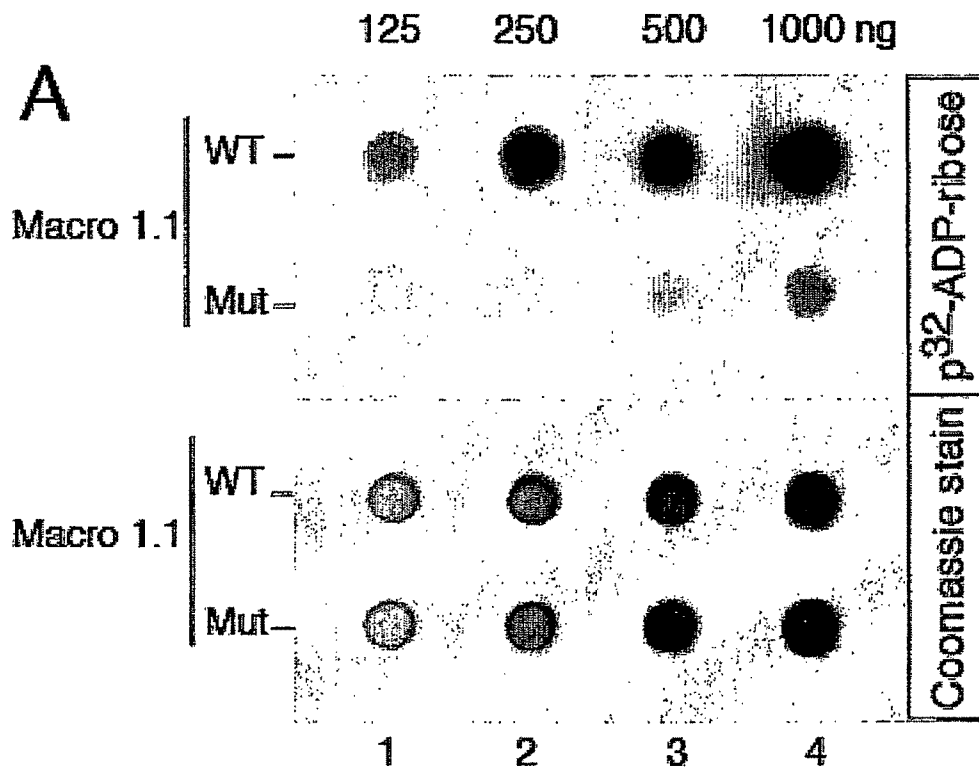 125 250 500 1000 ng
A
WT
Macro 1.1
Mut
p32-ADP-ribose
WT
Macro 1.1
Mut
Coomassie stain
1 2 3 4